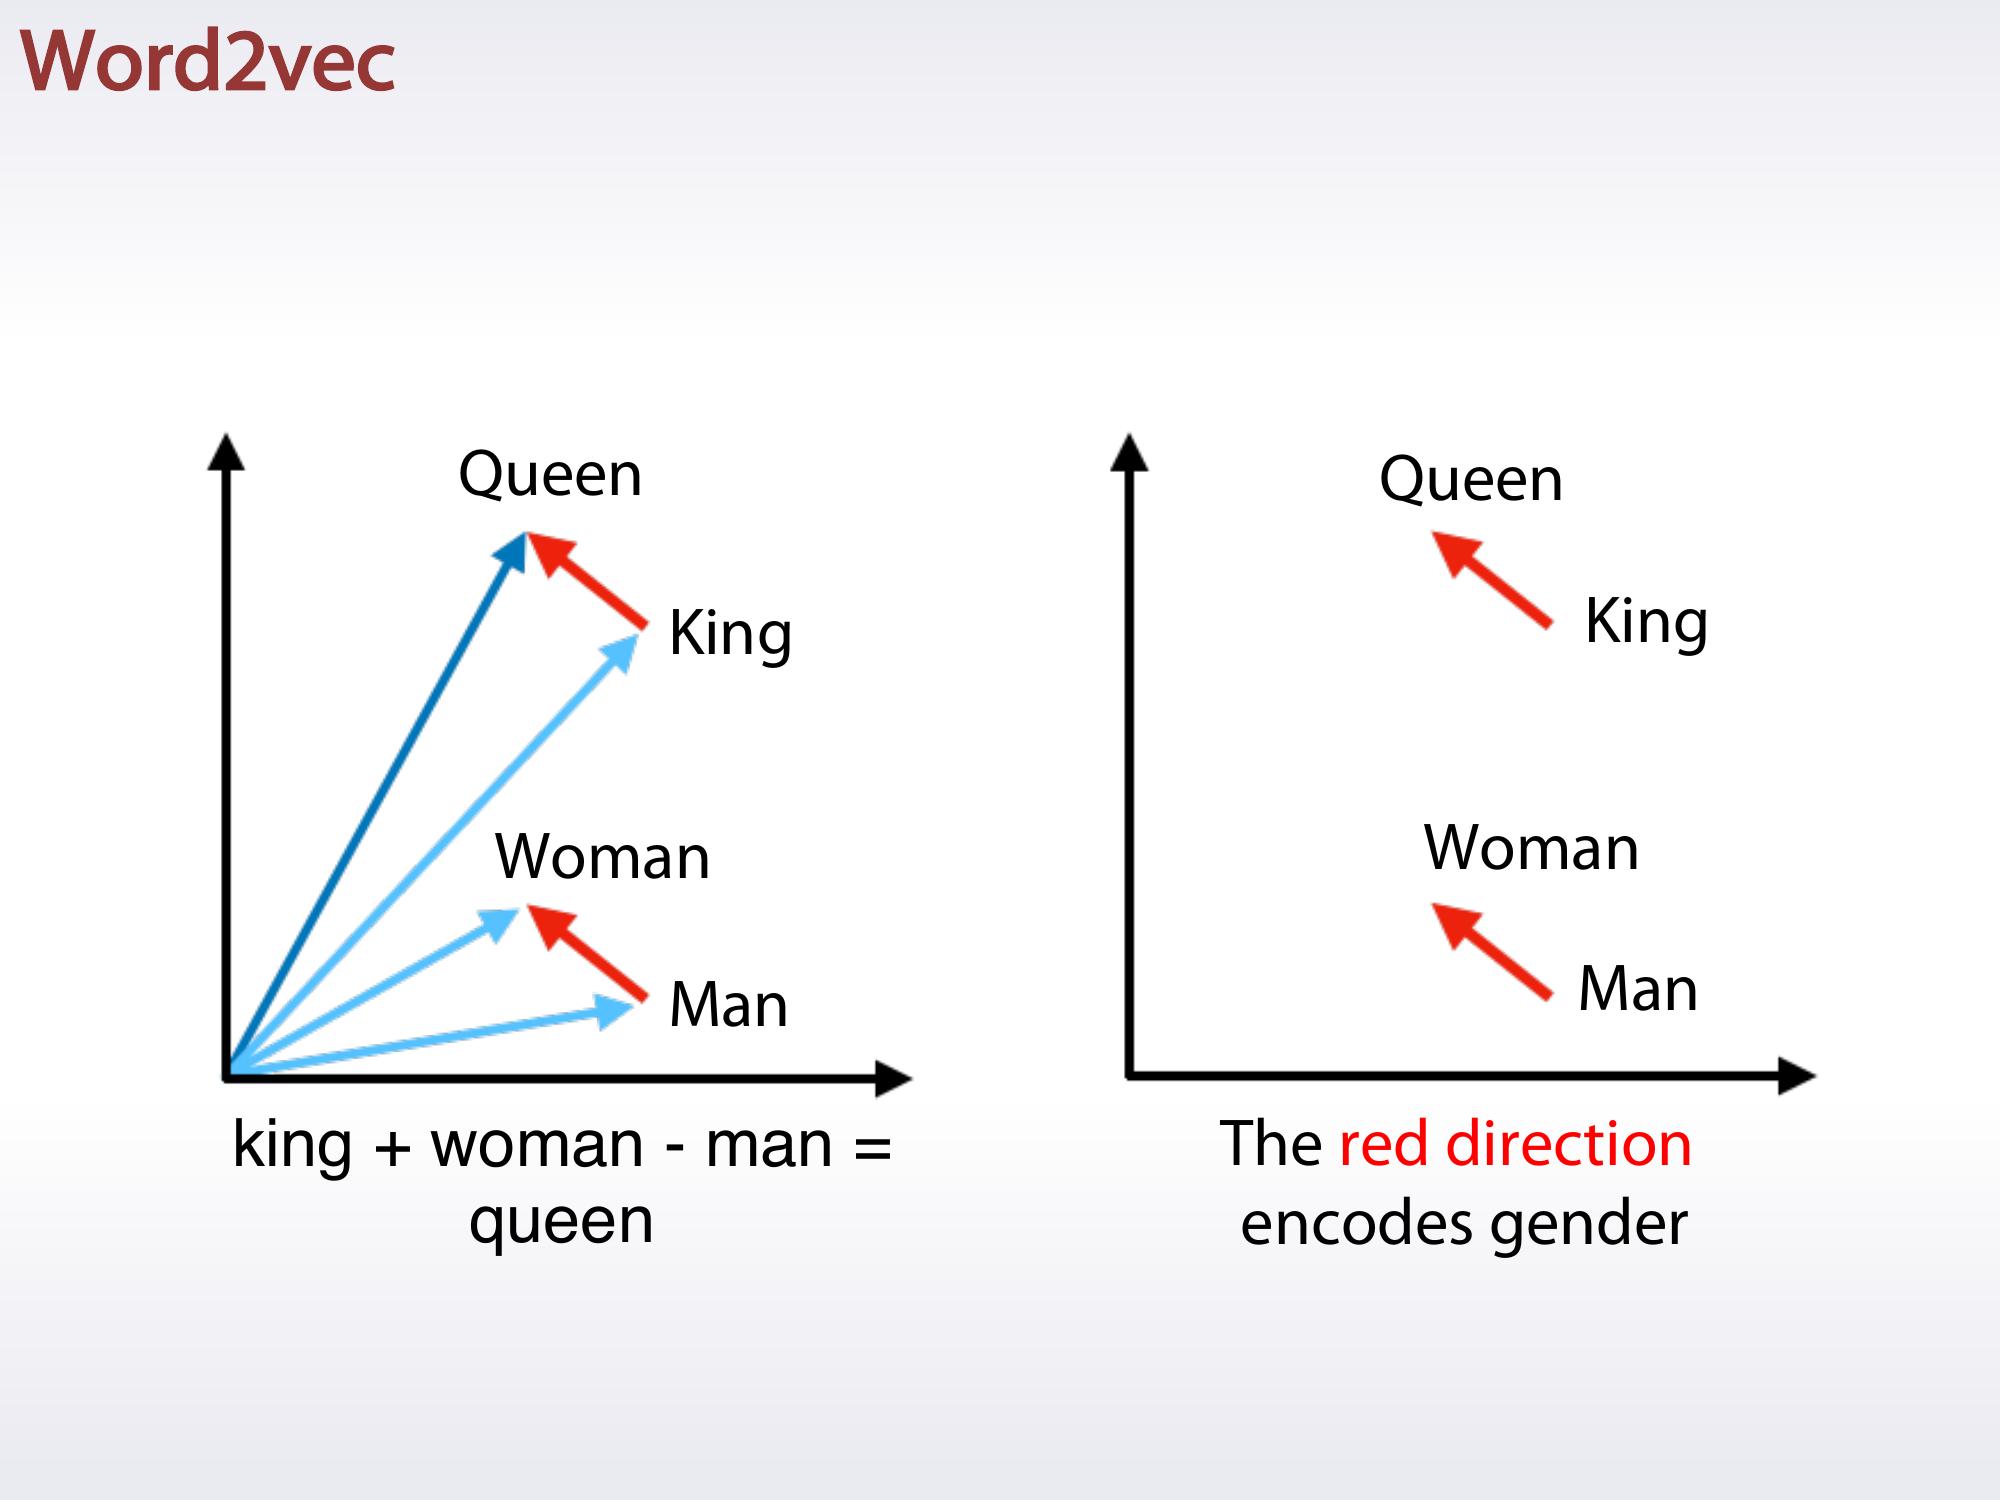 Word2vec
Queen
King
Woman
Man
king + woman - man =
queen
Queen
King
Woman
Man
The red direction
encodes gender